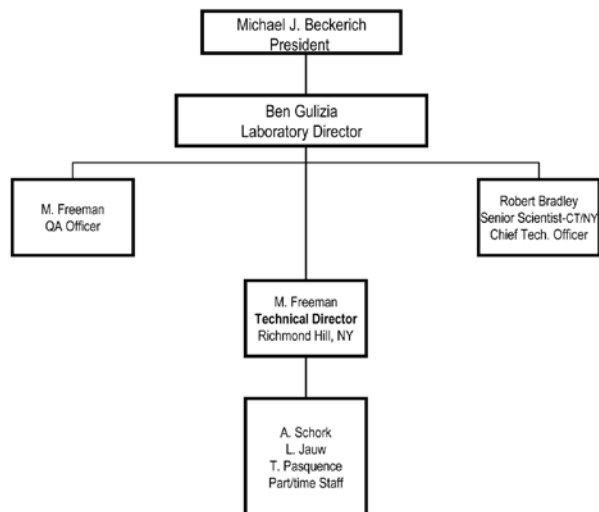 Michael J. Beckerich
President
Ben Gulizia
Laboratory Director
M. Freeman
QA Officer
Robert Bradley
Senior Scientist-CT/NY
Chief Tech. Officer
M. Freeman
Technical Director
Richmond Hill, NY
A. Schork
L. Jauw
T. Pasquence
Part/time Staff